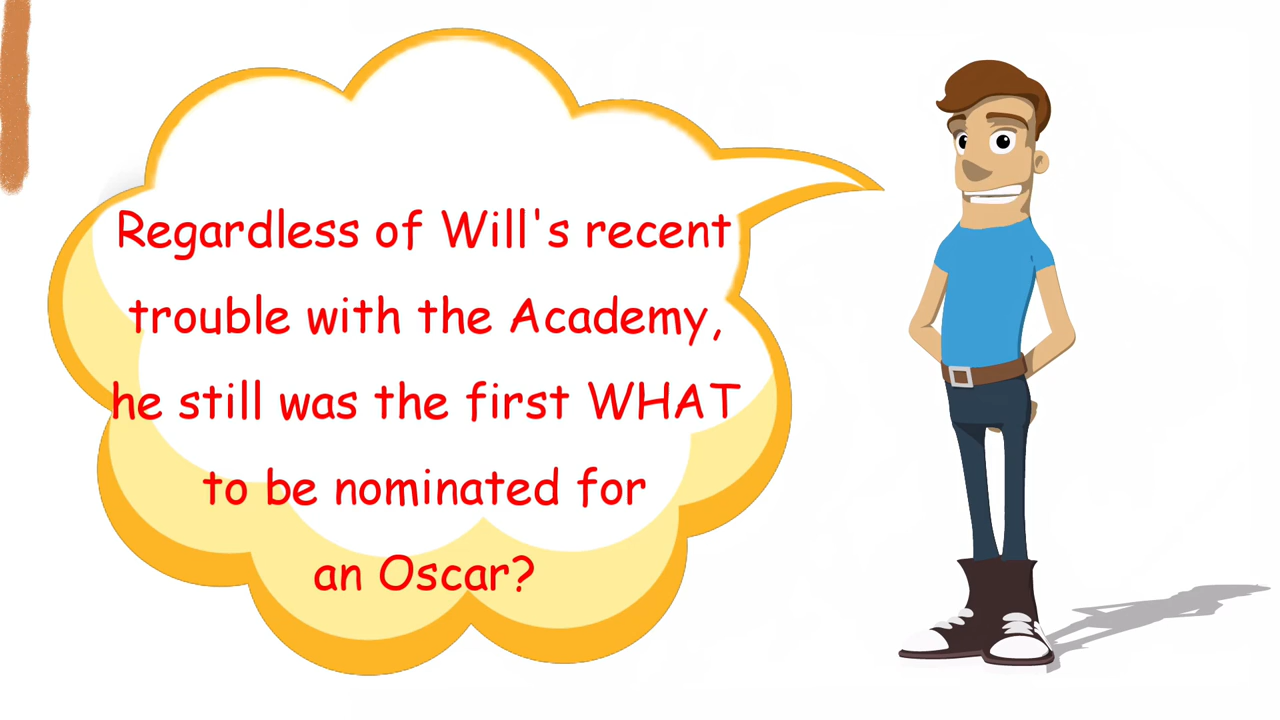 Regardless of Will's recent
trouble with the Academy,
he still was the first WHAT
to be nominated for
an Oscar?